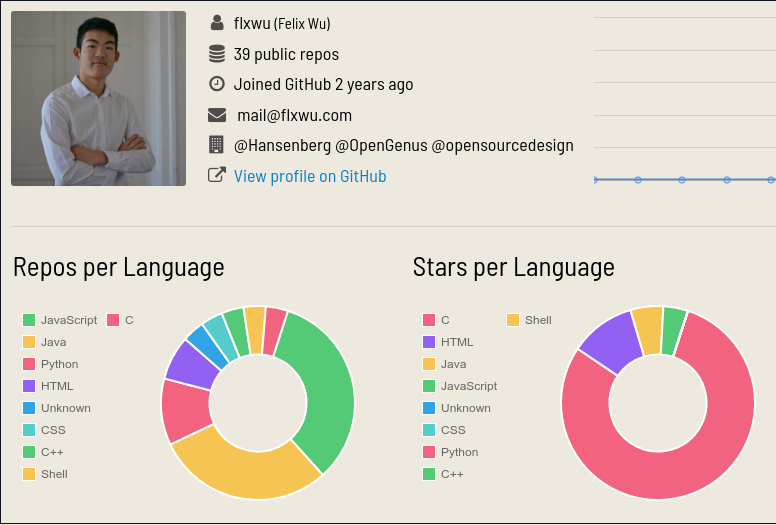 flxwu (Felix Wu)
39 public repos
Joined GitHub 2 years ago
mail@flxwu.com
@Hansenberg @OpenGenus @opensourcedesign
View profile on GitHub
Repos per Language
JavaScript C
Java
Python
HTML
Unknown
CSS
C++
Shell
Stars per Language
C Shell
HTML
Java
JavaScript
Unknown
CSS
Python
C++